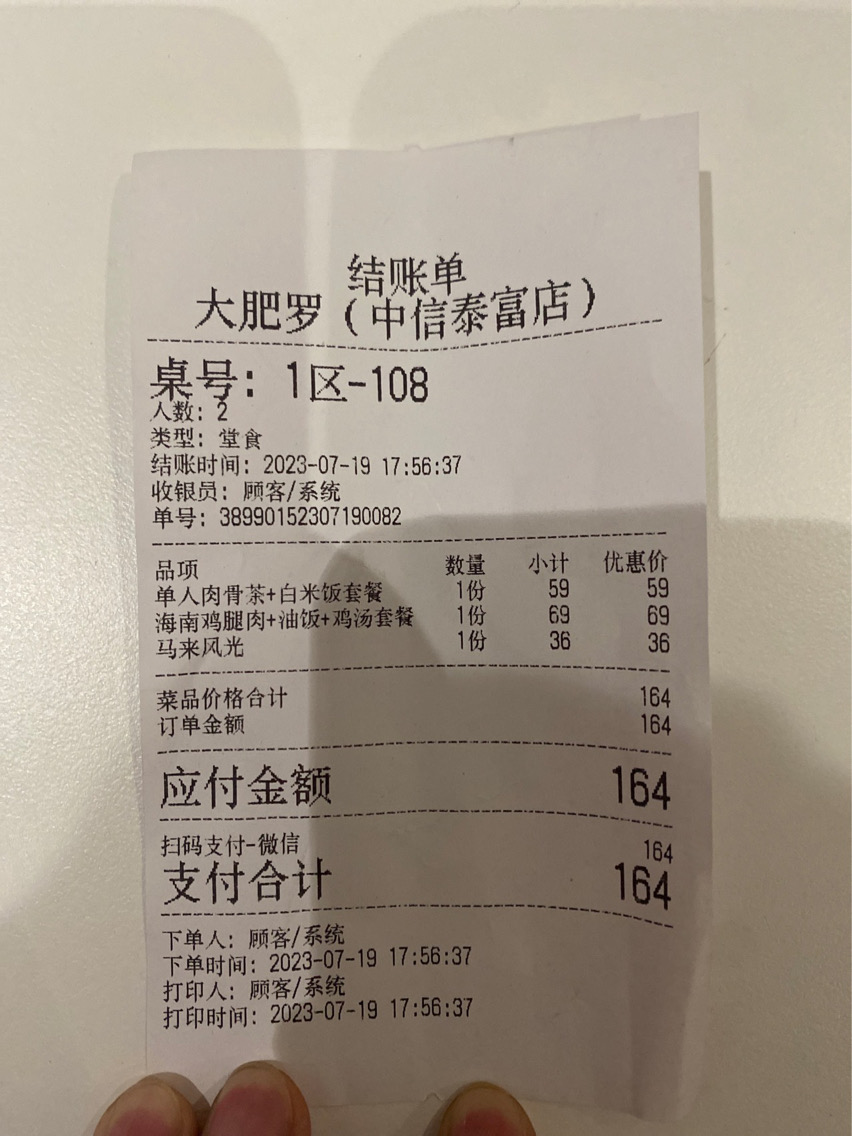 结账单
大肥罗（中信泰富店）
桌号：1区-108
人数：2
类型：堂食
结账时间：2023-07-19 17:56:37
收银员：顾客/系统
单号：38990152307190082
品项 数量 小计 优惠价
单人肉骨茶+白米饭套餐 1份 59 59
海南鸡腿肉+油饭+鸡汤套餐 1份 69 69
马来风光 1份 36 36
菜品价格合计 164
订单金额 164
应付金额 164
扫码支付-微信 164
支付合计 164
下单人：顾客/系统
下单时间：2023-07-19 17:56:37
打印人：顾客/系统
打印时间：2023-07-19 17:56:37